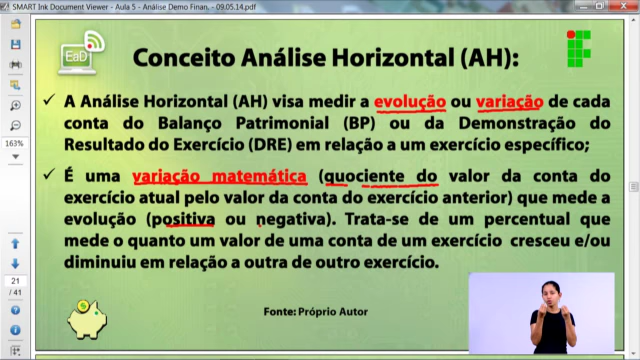 SMART Ink Document Viewer - Aula 5 - Análise Demo Finan. - 09.05.14.pdf
EaD
Conceito Análise Horizontal (AH):
A Análise Horizontal (AH) visa medir a evolução ou variação de cada
conta do Balanço Patrimonial (BP) ou da Demonstração do
Resultado do Exercício (DRE) em relação a um exercício específico;
163%
É uma variação matemática (quociente do valor da conta do
exercício atual pelo valor da conta do exercício anterior) que mede a
evolução (positiva ou negativa). Trata-se de um percentual que
mede o quanto um valor de uma conta de um exercício cresceu e/ou
diminuiu em relação a outra de outro exercício.
21
/ 41
$
Fonte: Próprio Autor